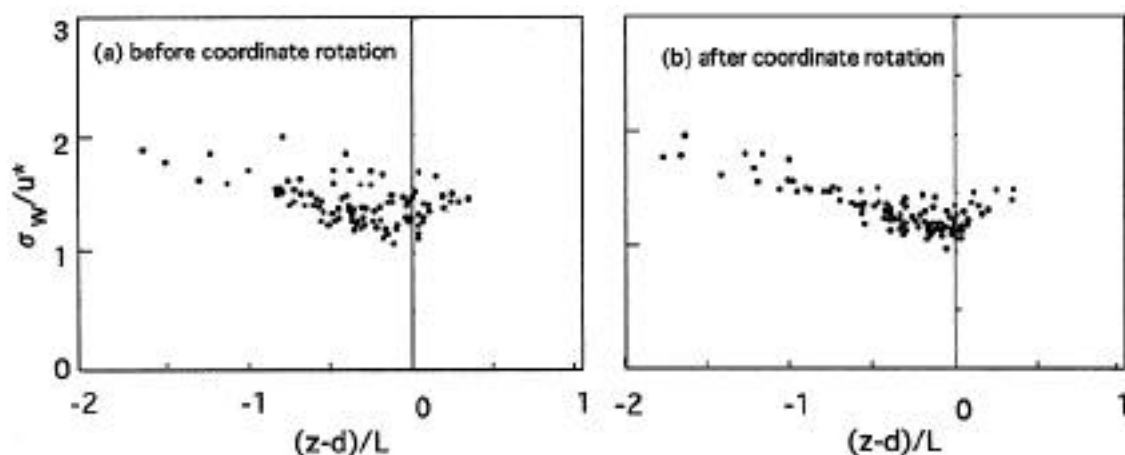 3
(a) before coordinate rotation
(b) after coordinate rotation
2
σw/u*
1
0
-2
-1
0
1
-2
-1
0
1
(z-d)/L
(z-d)/L